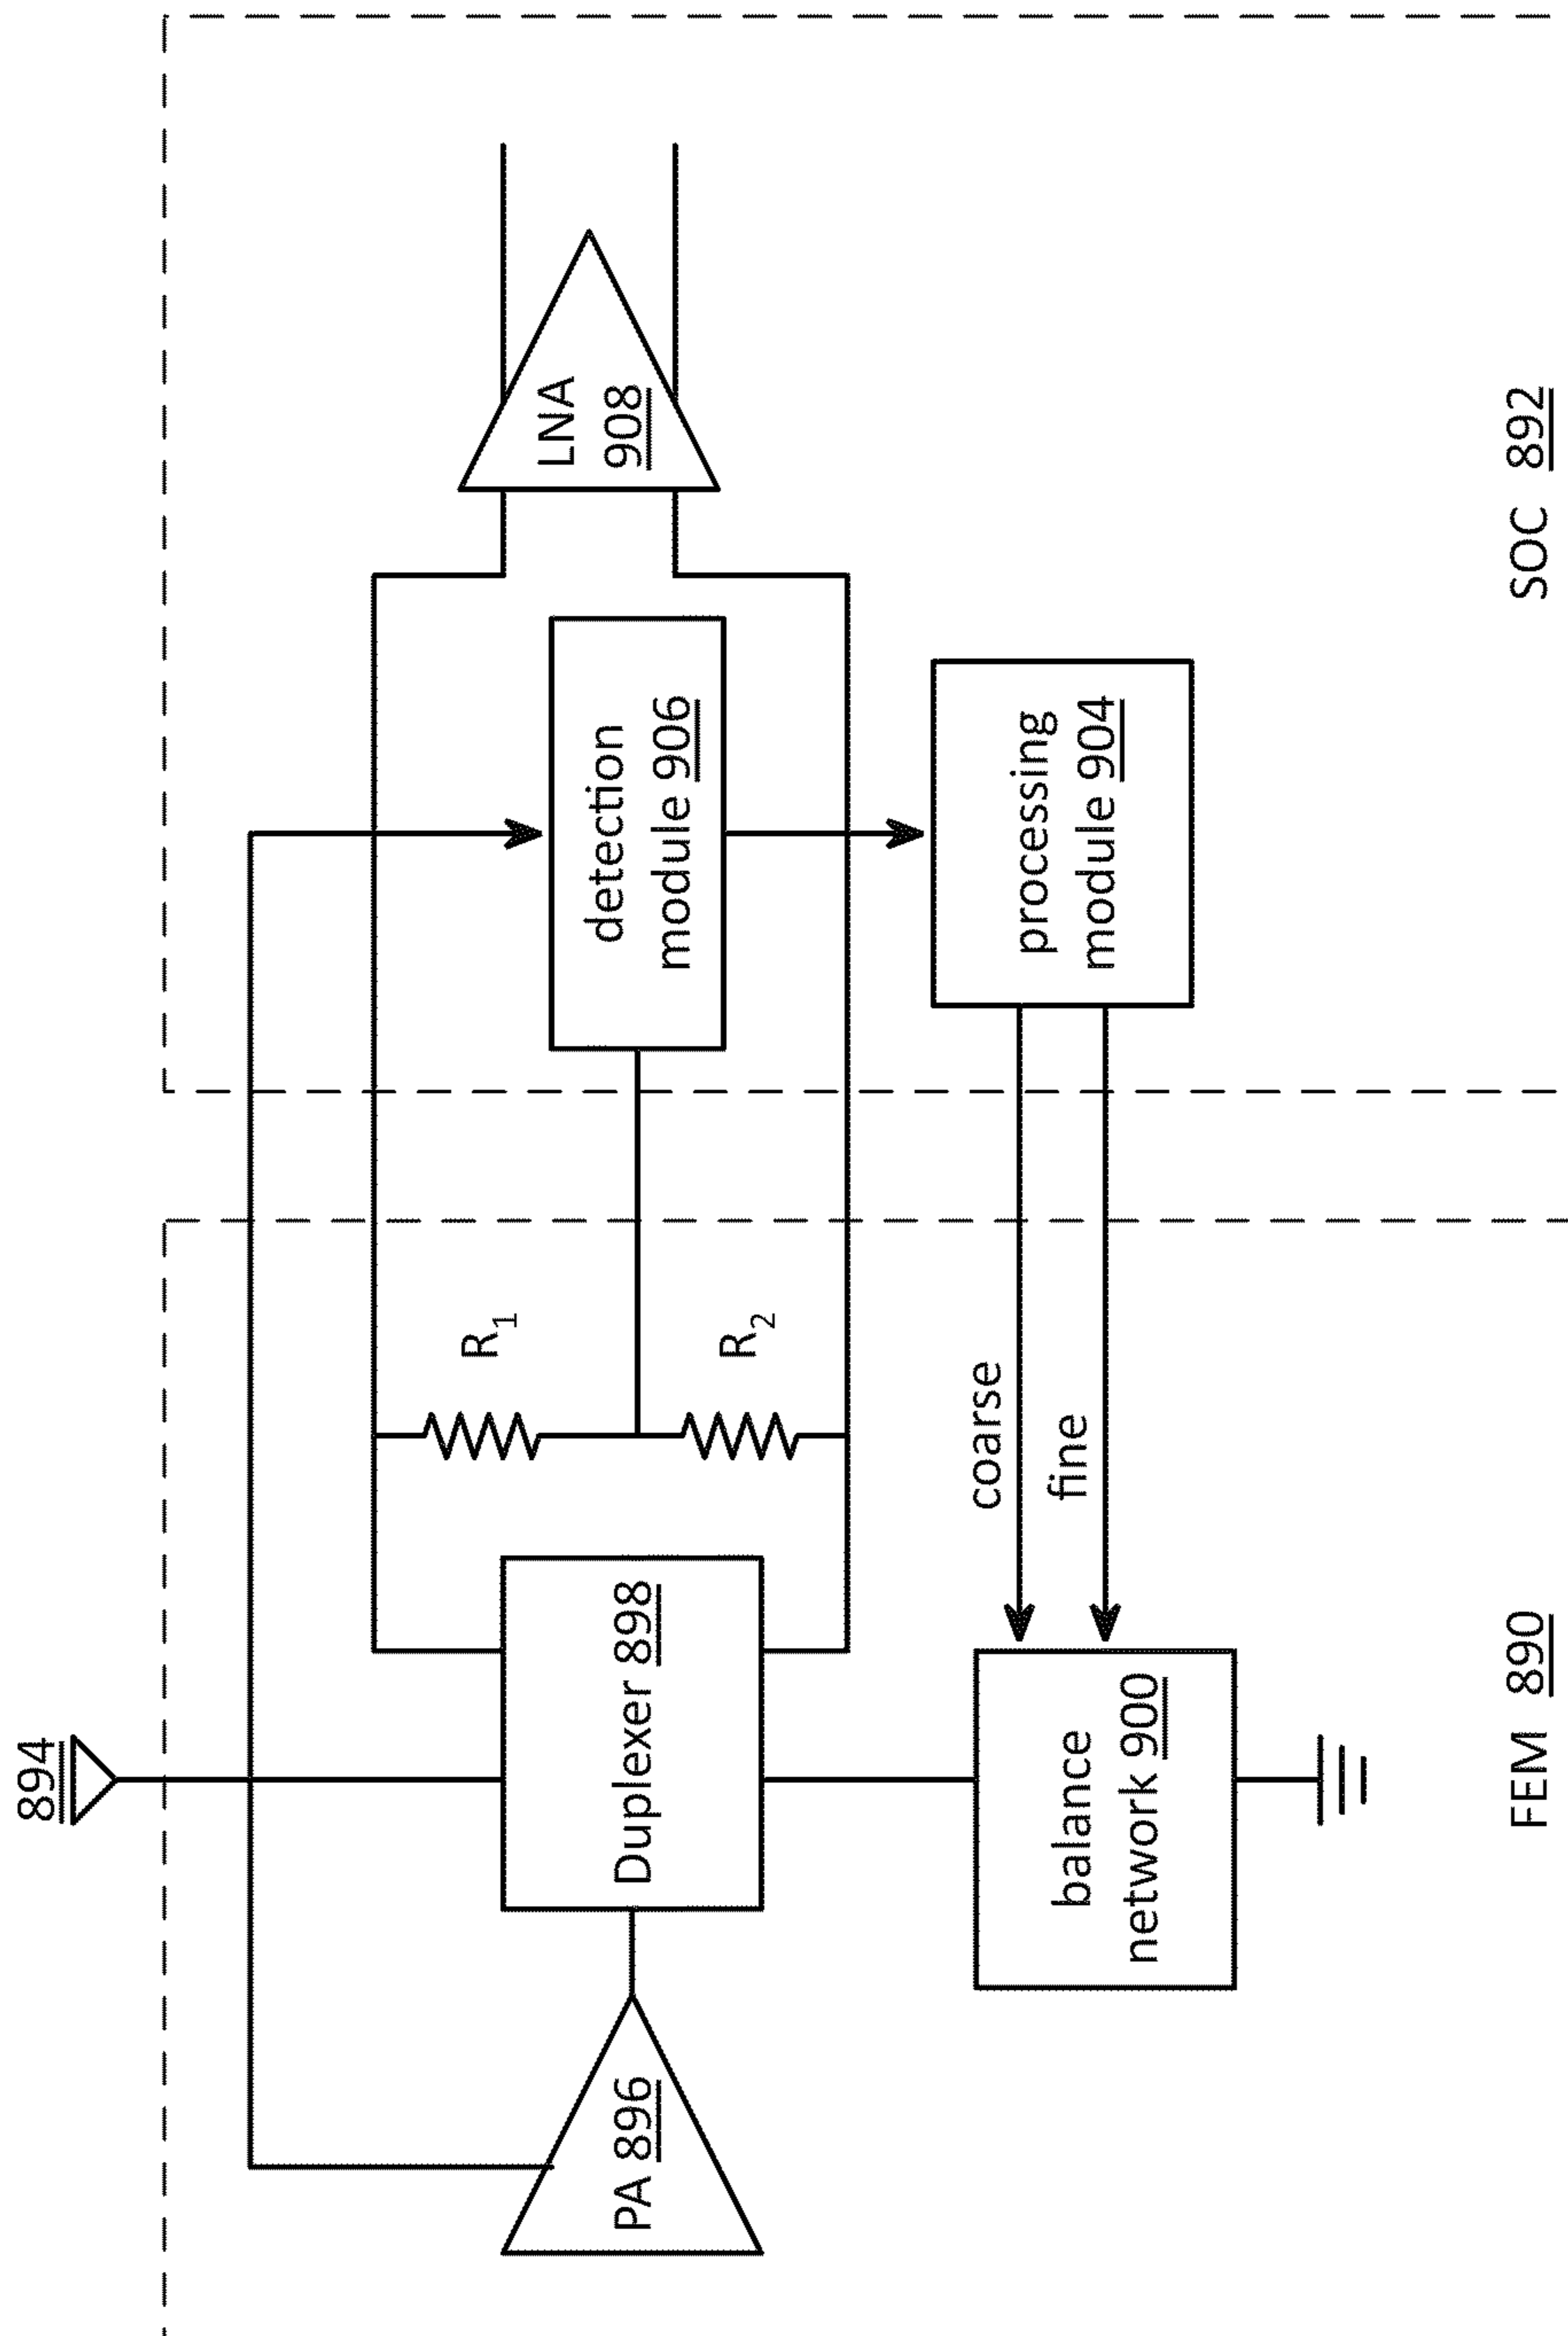 894
PA 896
Duplexer 898
R1
R2
detection
module 906
LNA
908
coarse
fine
balance
network 900
processing
module 904
FEM 890
SOC 892